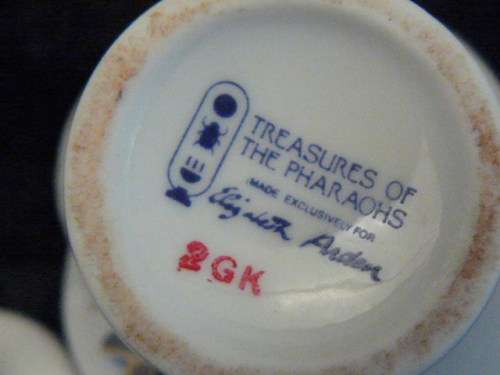 TREASURES OF
THE PHARAOHS
MADE EXCLUSIVELY FOR
Elizabeth Arden
2GK